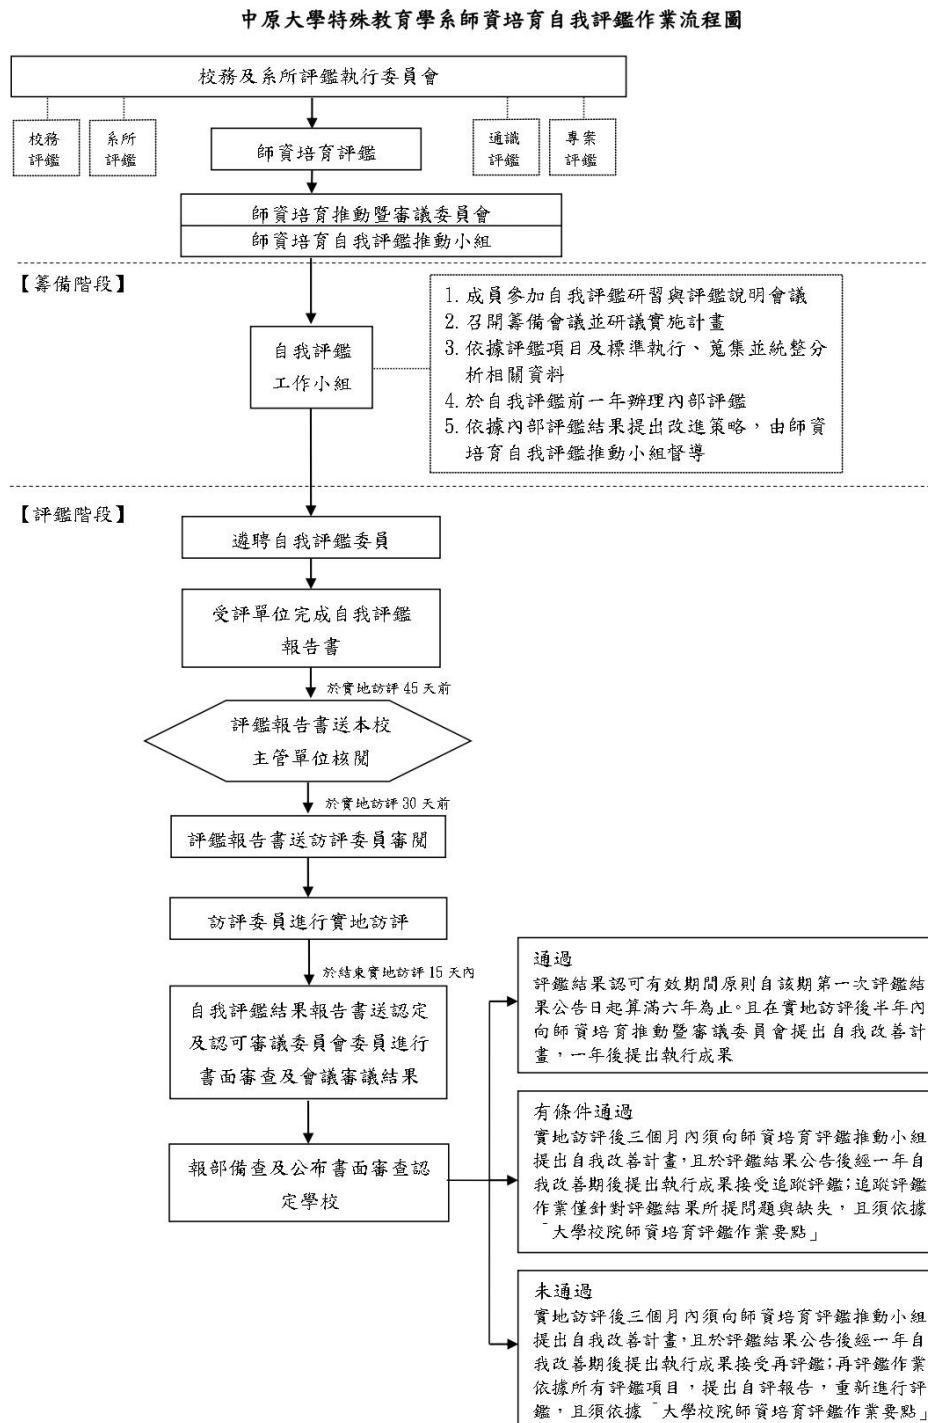 中原大學特殊教育學系師資培育自我評鑑作業流程圖
校務及系所評鑑執行委員會
校務
評鑑
系所
評鑑
師資培育評鑑
通識
評鑑
專案
評鑑
師資培育推動暨審議委員會
師資培育自我評鑑推動小組
【籌備階段】
自我評鑑
工作小組
1. 成員參加自我評鑑研習與評鑑說明會議
2. 召開籌備會議並研議實施計畫
3. 依據評鑑項目及標準執行、蒐集並統整分
析相關資料
4. 於自我評鑑前一年辦理內部評鑑
5. 依據內部評鑑結果提出改進策略，由師資
培育自我評鑑推動小組督導
【評鑑階段】
遴聘自我評鑑委員
受評單位完成自我評鑑
報告書
於實地訪評 45 天前
評鑑報告書送本校
主管單位核閱
於實地訪評 30 天前
評鑑報告書送訪評委員審閱
訪評委員進行實地訪評
於結束實地訪評 15 天內
自我評鑑結果報告書送認定
及認可審議委員會委員進行
書面審查及會議審議結果
報部備查及公布書面審查認
定學校
通過
評鑑結果認可有效期間原則自該期第一次評鑑結
果公告日起算滿六年為止。且在實地訪評後半年內
向師資培育推動暨審議委員會提出自我改善計
畫，一年後提出執行成果
有條件通過
實地訪評後三個月內須向師資培育評鑑推動小組
提出自我改善計畫，且於評鑑結果公告後經一年自
我改善期後提出執行成果接受追蹤評鑑；追蹤評鑑
作業僅針對評鑑結果所提問題與缺失，且須依據
「大學校院師資培育評鑑作業要點」
未通過
實地訪評後三個月內須向師資培育評鑑推動小組
提出自我改善計畫，且於評鑑結果公告後經一年自
我改善期後提出執行成果接受再評鑑；再評鑑作業
依據所有評鑑項目，提出自評報告，重新進行評
鑑，且須依據「大學校院師資培育評鑑作業要點」